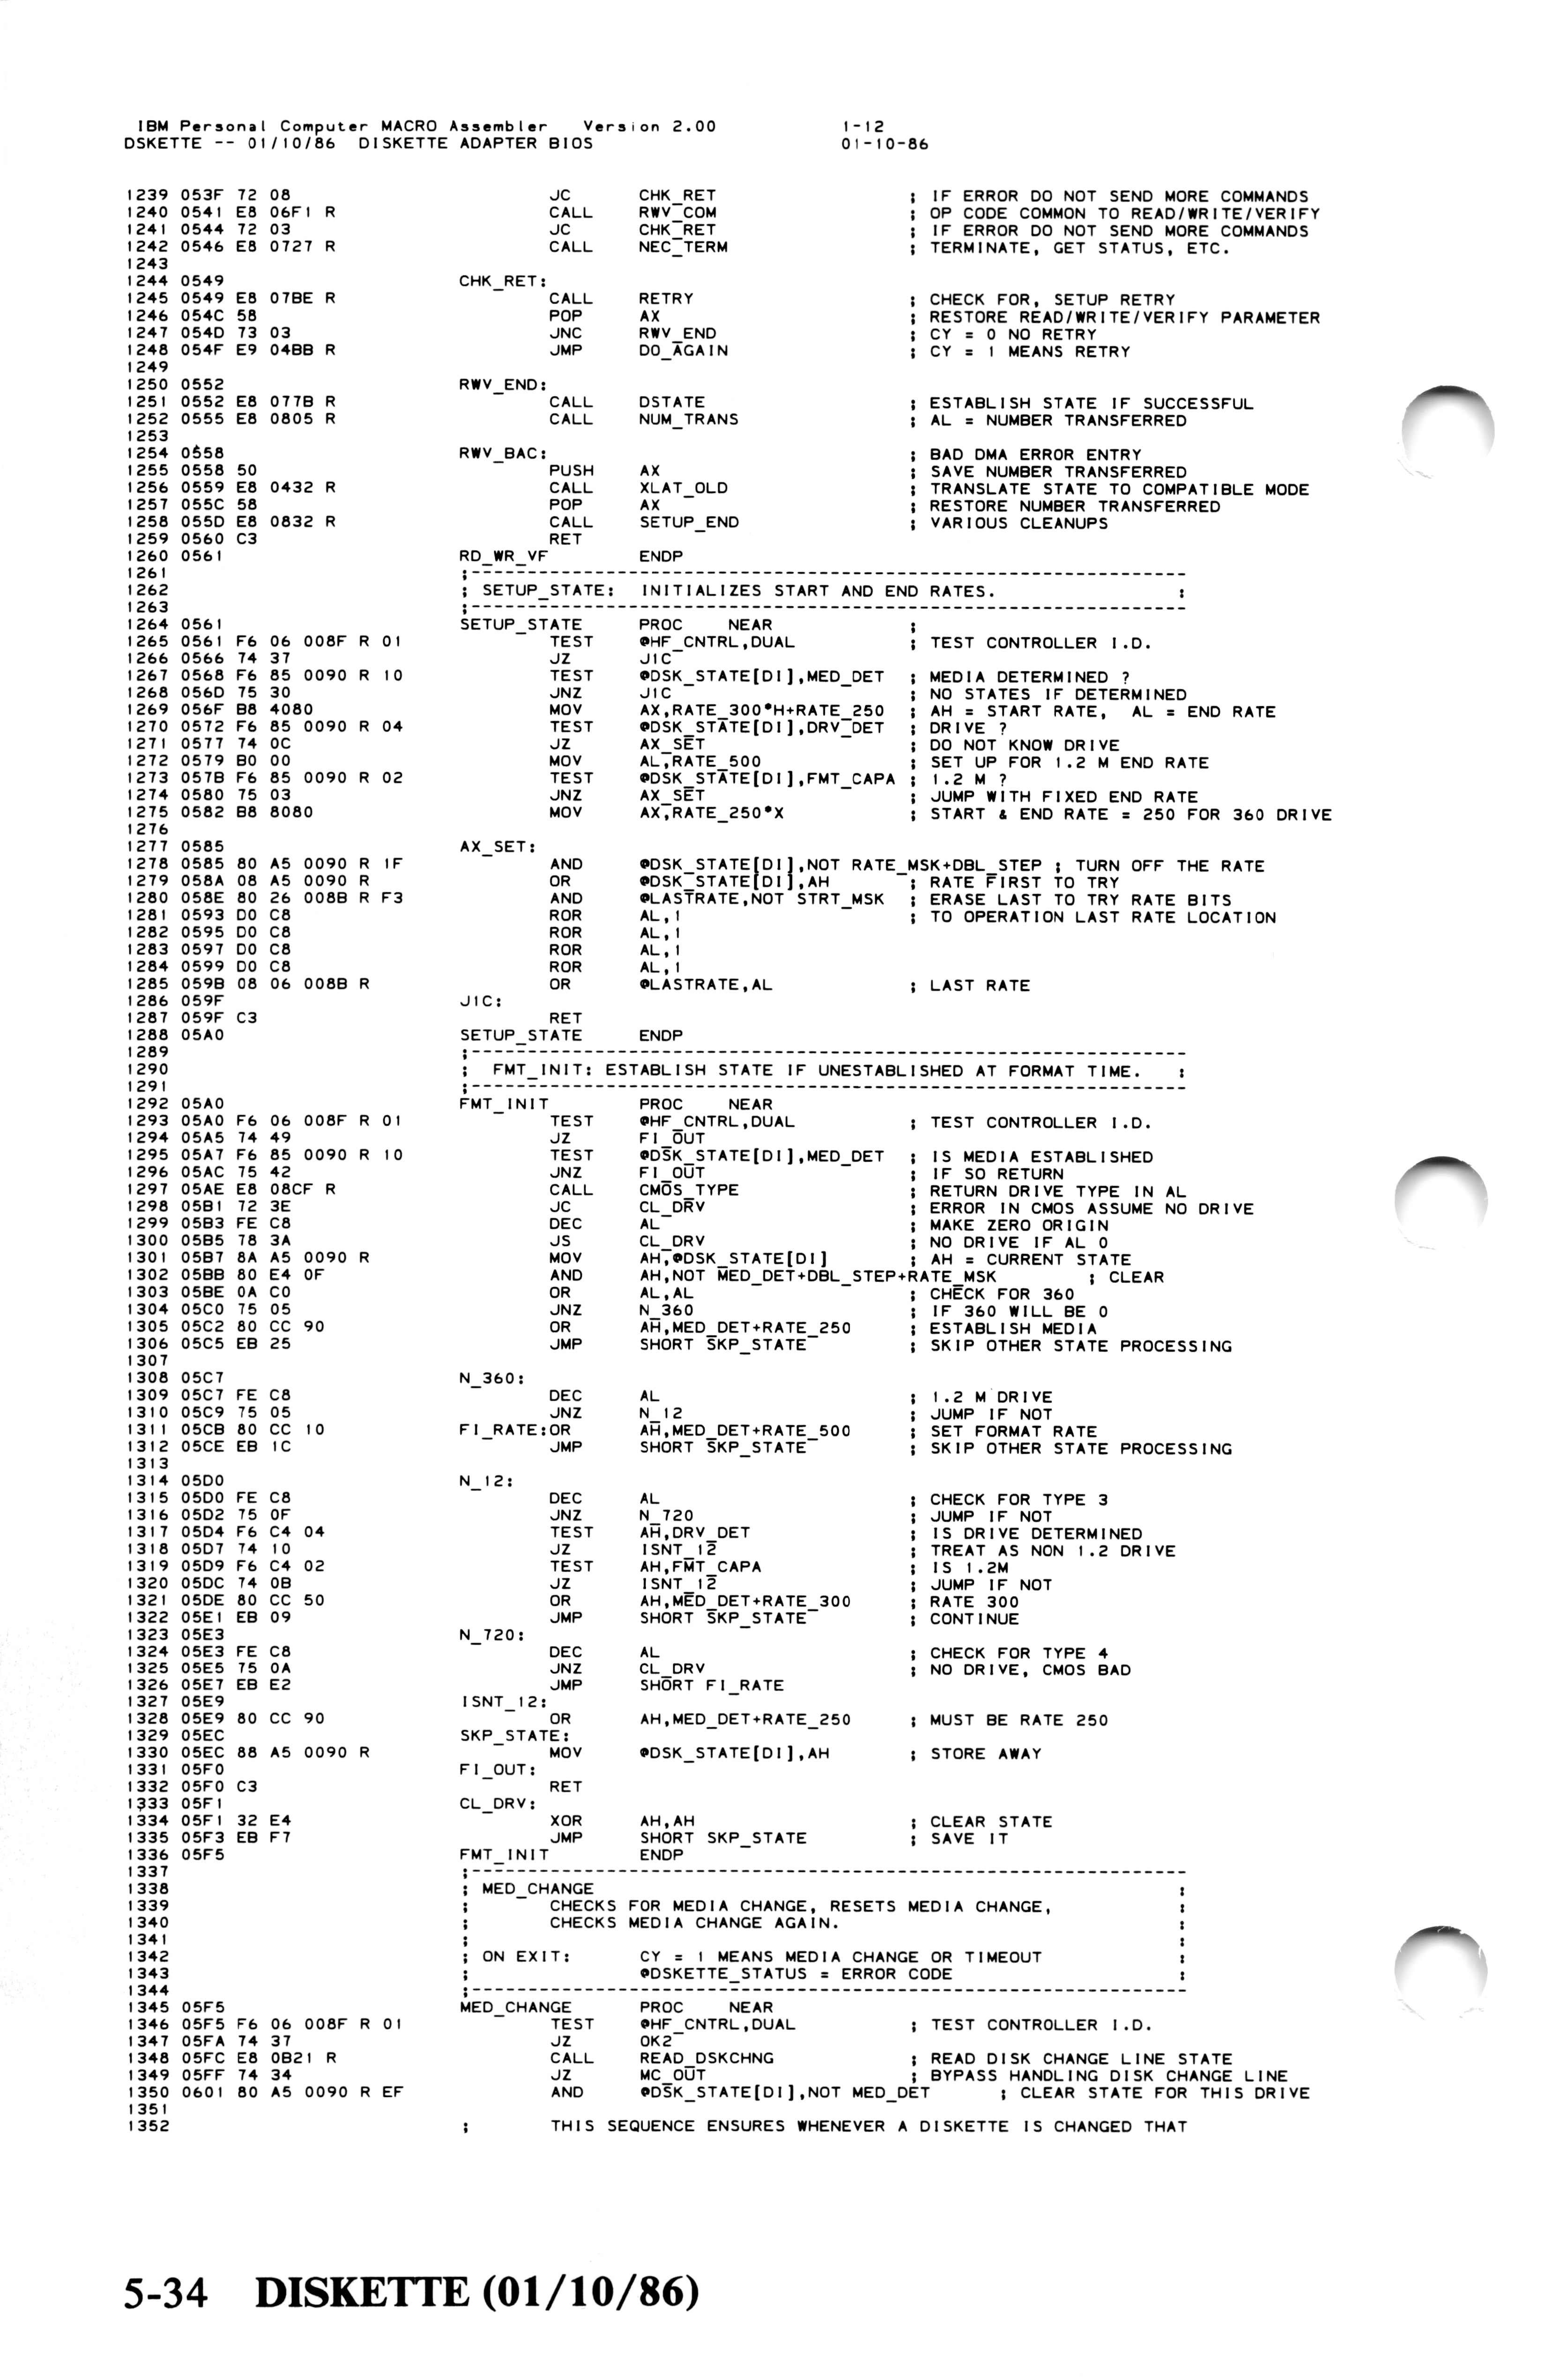 IBM Personal Computer MACRO Assembler    Version 2.00              1-12
DSKETTE -- 01/10/86  DISKETTE ADAPTER BIOS                         01-10-86
1239 053F 72 08                JC      CHK_RET                 ; IF ERROR DO NOT SEND MORE COMMANDS
1240 0541 E8 06F1 R            CALL    RWV_COM                 ; OP CODE COMMON TO READ/WRITE/VERIFY
1241 0544 72 03                JC      CHK_RET                 ; IF ERROR DO NOT SEND MORE COMMANDS
1242 0546 E8 0727 R            CALL    NEC_TERM                ; TERMINATE, GET STATUS, ETC.
1243
1244 0549              CHK_RET:
1245 0549 E8 07BE R            CALL    RETRY                   ; CHECK FOR, SETUP RETRY
1246 054C 58                   POP     AX                      ; RESTORE READ/WRITE/VERIFY PARAMETER
1247 054D 73 03                JNC     RWV_END                 ; CY = 0 NO RETRY
1248 054F E9 04BB R            JMP     DO_AGAIN                ; CY = 1 MEANS RETRY
1249
1250 0552              RWV_END:
1251 0552 E8 077B R            CALL    DSTATE                  ; ESTABLISH STATE IF SUCCESSFUL
1252 0555 E8 0805 R            CALL    NUM_TRANS               ; AL = NUMBER TRANSFERRED
1253
1254 0558              RWV_BAC:                                ; BAD DMA ERROR ENTRY
1255 0558 50                   PUSH    AX                      ; SAVE NUMBER TRANSFERRED
1256 0559 E8 0432 R            CALL    XLAT_OLD                ; TRANSLATE STATE TO COMPATIBLE MODE
1257 055C 58                   POP     AX                      ; RESTORE NUMBER TRANSFERRED
1258 055D E8 0832 R            CALL    SETUP_END               ; VARIOUS CLEANUPS
1259 0560 C3                   RET
1260 0561              RD_WR_VF        ENDP
1261                   ;-----------------------------------------------------------------
1262                   ; SETUP_STATE:  INITIALIZES START AND END RATES.                 :
1263                   ;-----------------------------------------------------------------
1264 0561              SETUP_STATE     PROC    NEAR            ;
1265 0561 F6 06 008F R 01      TEST    @HF_CNTRL,DUAL          ; TEST CONTROLLER I.D.
1266 0566 74 37                JZ      J1C
1267 0568 F6 85 0090 R 10      TEST    @DSK_STATE[DI],MED_DET  ; MEDIA DETERMINED ?
1268 056D 75 30                JNZ     J1C                     ; NO STATES IF DETERMINED
1269 056F B8 4080              MOV     AX,RATE_300*H+RATE_250  ; AH = START RATE,  AL = END RATE
1270 0572 F6 85 0090 R 04      TEST    @DSK_STATE[DI],DRV_DET  ; DRIVE ?
1271 0577 74 0C                JZ      AX_SET                  ; DO NOT KNOW DRIVE
1272 0579 B0 00                MOV     AL,RATE_500             ; SET UP FOR 1.2 M END RATE
1273 057B F6 85 0090 R 02      TEST    @DSK_STATE[DI],FMT_CAPA ; 1.2 M ?
1274 0580 75 03                JNZ     AX_SET                  ; JUMP WITH FIXED END RATE
1275 0582 B8 8080              MOV     AX,RATE_250*X           ; START & END RATE = 250 FOR 360 DRIVE
1276
1277 0585              AX_SET:
1278 0585 80 A5 0090 R 1F      AND     @DSK_STATE[DI],NOT RATE_MSK+DBL_STEP ; TURN OFF THE RATE
1279 058A 08 A5 0090 R         OR      @DSK_STATE[DI],AH       ; RATE FIRST TO TRY
1280 058E 80 26 008B R F3      AND     @LASTRATE,NOT STRT_MSK  ; ERASE LAST TO TRY RATE BITS
1281 0593 D0 C8                ROR     AL,1                    ; TO OPERATION LAST RATE LOCATION
1282 0595 D0 C8                ROR     AL,1
1283 0597 D0 C8                ROR     AL,1
1284 0599 D0 C8                ROR     AL,1
1285 059B 08 06 008B R         OR      @LASTRATE,AL            ; LAST RATE
1286 059F              J1C:
1287 059F C3                   RET
1288 05A0              SETUP_STATE     ENDP
1289                   ;-----------------------------------------------------------------
1290                   ;  FMT_INIT: ESTABLISH STATE IF UNESTABLISHED AT FORMAT TIME.    :
1291                   ;-----------------------------------------------------------------
1292 05A0              FMT_INIT        PROC    NEAR
1293 05A0 F6 06 008F R 01      TEST    @HF_CNTRL,DUAL          ; TEST CONTROLLER I.D.
1294 05A5 74 49                JZ      FI_OUT
1295 05A7 F6 85 0090 R 10      TEST    @DSK_STATE[DI],MED_DET  ; IS MEDIA ESTABLISHED
1296 05AC 75 42                JNZ     FI_OUT                  ; IF SO RETURN
1297 05AE E8 08CF R            CALL    CMOS_TYPE               ; RETURN DRIVE TYPE IN AL
1298 05B1 72 3E                JC      CL_DRV                  ; ERROR IN CMOS ASSUME NO DRIVE
1299 05B3 FE C8                DEC     AL                      ; MAKE ZERO ORIGIN
1300 05B5 78 3A                JS      CL_DRV                  ; NO DRIVE IF AL 0
1301 05B7 8A A5 0090 R         MOV     AH,@DSK_STATE[DI]       ; AH = CURRENT STATE
1302 05BB 80 E4 0F             AND     AH,NOT MED_DET+DBL_STEP+RATE_MSK        ; CLEAR
1303 05BE 0A C0                OR      AL,AL                   ; CHECK FOR 360
1304 05C0 75 05                JNZ     N_360                   ; IF 360 WILL BE 0
1305 05C2 80 CC 90             OR      AH,MED_DET+RATE_250     ; ESTABLISH MEDIA
1306 05C5 EB 25                JMP     SHORT SKP_STATE         ; SKIP OTHER STATE PROCESSING
1307
1308 05C7              N_360:
1309 05C7 FE C8                DEC     AL                      ; 1.2 M DRIVE
1310 05C9 75 05                JNZ     N_12                    ; JUMP IF NOT
1311 05CB 80 CC 10     FI_RATE:OR      AH,MED_DET+RATE_500     ; SET FORMAT RATE
1312 05CE EB 1C                JMP     SHORT SKP_STATE         ; SKIP OTHER STATE PROCESSING
1313
1314 05D0              N_12:
1315 05D0 FE C8                DEC     AL                      ; CHECK FOR TYPE 3
1316 05D2 75 0F                JNZ     N_720                   ; JUMP IF NOT
1317 05D4 F6 C4 04             TEST    AH,DRV_DET              ; IS DRIVE DETERMINED
1318 05D7 74 10                JZ      ISNT_12                 ; TREAT AS NON 1.2 DRIVE
1319 05D9 F6 C4 02             TEST    AH,FMT_CAPA             ; IS 1.2M
1320 05DC 74 0B                JZ      ISNT_12                 ; JUMP IF NOT
1321 05DE 80 CC 50             OR      AH,MED_DET+RATE_300     ; RATE 300
1322 05E1 EB 09                JMP     SHORT SKP_STATE         ; CONTINUE
1323 05E3              N_720:
1324 05E3 FE C8                DEC     AL                      ; CHECK FOR TYPE 4
1325 05E5 75 0A                JNZ     CL_DRV                  ; NO DRIVE, CMOS BAD
1326 05E7 EB E2                JMP     SHORT FI_RATE
1327 05E9              ISNT_12:
1328 05E9 80 CC 90             OR      AH,MED_DET+RATE_250     ; MUST BE RATE 250
1329 05EC              SKP_STATE:
1330 05EC 88 A5 0090 R         MOV     @DSK_STATE[DI],AH       ; STORE AWAY
1331 05F0              FI_OUT:
1332 05F0 C3                   RET
1333 05F1              CL_DRV:
1334 05F1 32 E4                XOR     AH,AH                   ; CLEAR STATE
1335 05F3 EB F7                JMP     SHORT SKP_STATE         ; SAVE IT
1336 05F5              FMT_INIT        ENDP
1337                   ;-----------------------------------------------------------------
1338                   ; MED_CHANGE                                                     :
1339                   ;       CHECKS FOR MEDIA CHANGE, RESETS MEDIA CHANGE,            :
1340                   ;       CHECKS MEDIA CHANGE AGAIN.                               :
1341                   ;                                                                :
1342                   ; ON EXIT:      CY = 1 MEANS MEDIA CHANGE OR TIMEOUT             :
1343                   ;               @DSKETTE_STATUS = ERROR CODE                     :
1344                   ;-----------------------------------------------------------------
1345 05F5              MED_CHANGE      PROC    NEAR
1346 05F5 F6 06 008F R 01      TEST    @HF_CNTRL,DUAL          ; TEST CONTROLLER I.D.
1347 05FA 74 37                JZ      OK2
1348 05FC E8 0B21 R            CALL    READ_DSKCHNG            ; READ DISK CHANGE LINE STATE
1349 05FF 74 34                JZ      MC_OUT                  ; BYPASS HANDLING DISK CHANGE LINE
1350 0601 80 A5 0090 R EF      AND     @DSK_STATE[DI],NOT MED_DET      ; CLEAR STATE FOR THIS DRIVE
1351
1352                   ;       THIS SEQUENCE ENSURES WHENEVER A DISKETTE IS CHANGED THAT
5-34    DISKETTE (01/10/86)